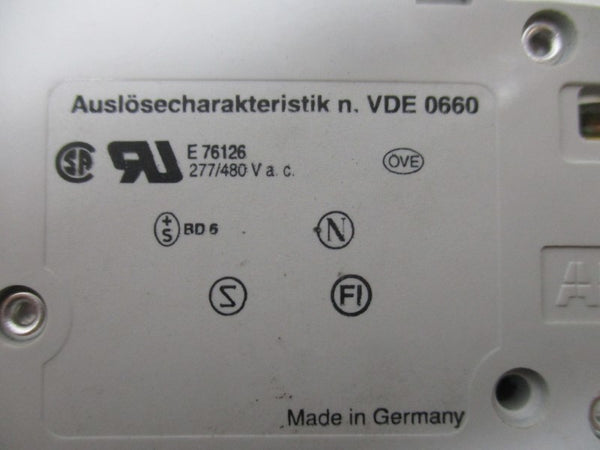 Auslösecharakteristik n. VDE 0660
E 76126
277/480 V a. c.
ÖVE
+S BD 6
N
S
FI
Made in Germany